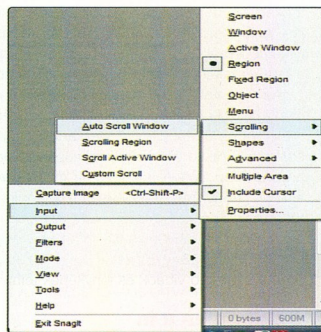 Screen
Window
Active Window
Region
Fixed Region
Object
Menu
Scrolling
Shapes
Advanced
Multiple Area
Include Cursor
Properties...
Auto Scroll Window
Scrolling Region
Scroll Active Window
Custom Scroll
Capture Image <Ctrl-Shift-P>
Input
Output
Filters
Mode
View
Tools
Help
Exit SnagIt
0 bytes 600M